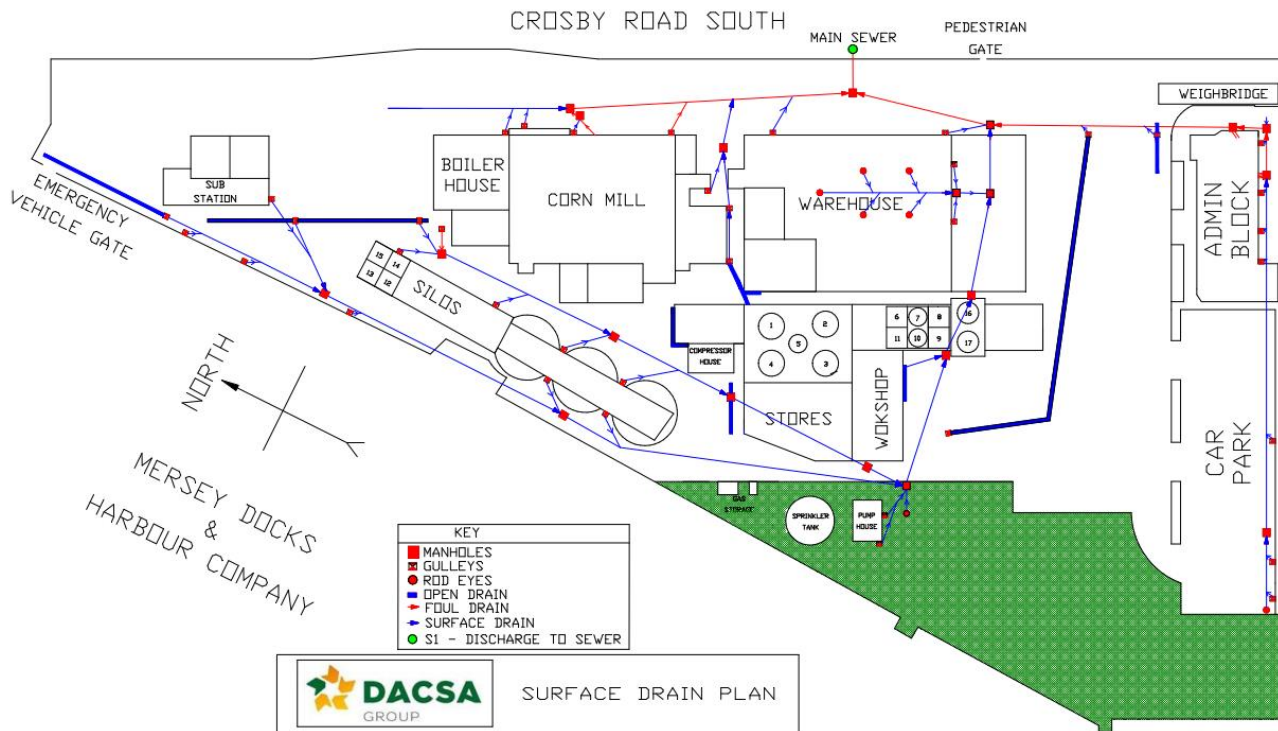 CROSBY ROAD SOUTH
MAIN SEWER
PEDESTRIAN
GATE
WEIGHBRIDGE
SUB
STATION
BOILER
HOUSE
CORN MILL
WAREHOUSE
ADMIN
BLOCK
EMERGENCY
VEHICLE GATE
15
14
13
12
SILOS
1
2
5
4
3
6
7
8
11
10
9
16
17
COMPRESSOR
HOUSE
STORES
WOKSHOP
CAR
PARK
NORTH
MERSEY DOCKS
&
HARBOUR COMPANY
GAS
STORAGE
SPRINKLER
TANK
PUMP
HOUSE
KEY
MANHOLES
GULLEYS
ROD EYES
OPEN DRAIN
FOUL DRAIN
SURFACE DRAIN
S1 - DISCHARGE TO SEWER
DACSA
GROUP
SURFACE DRAIN PLAN